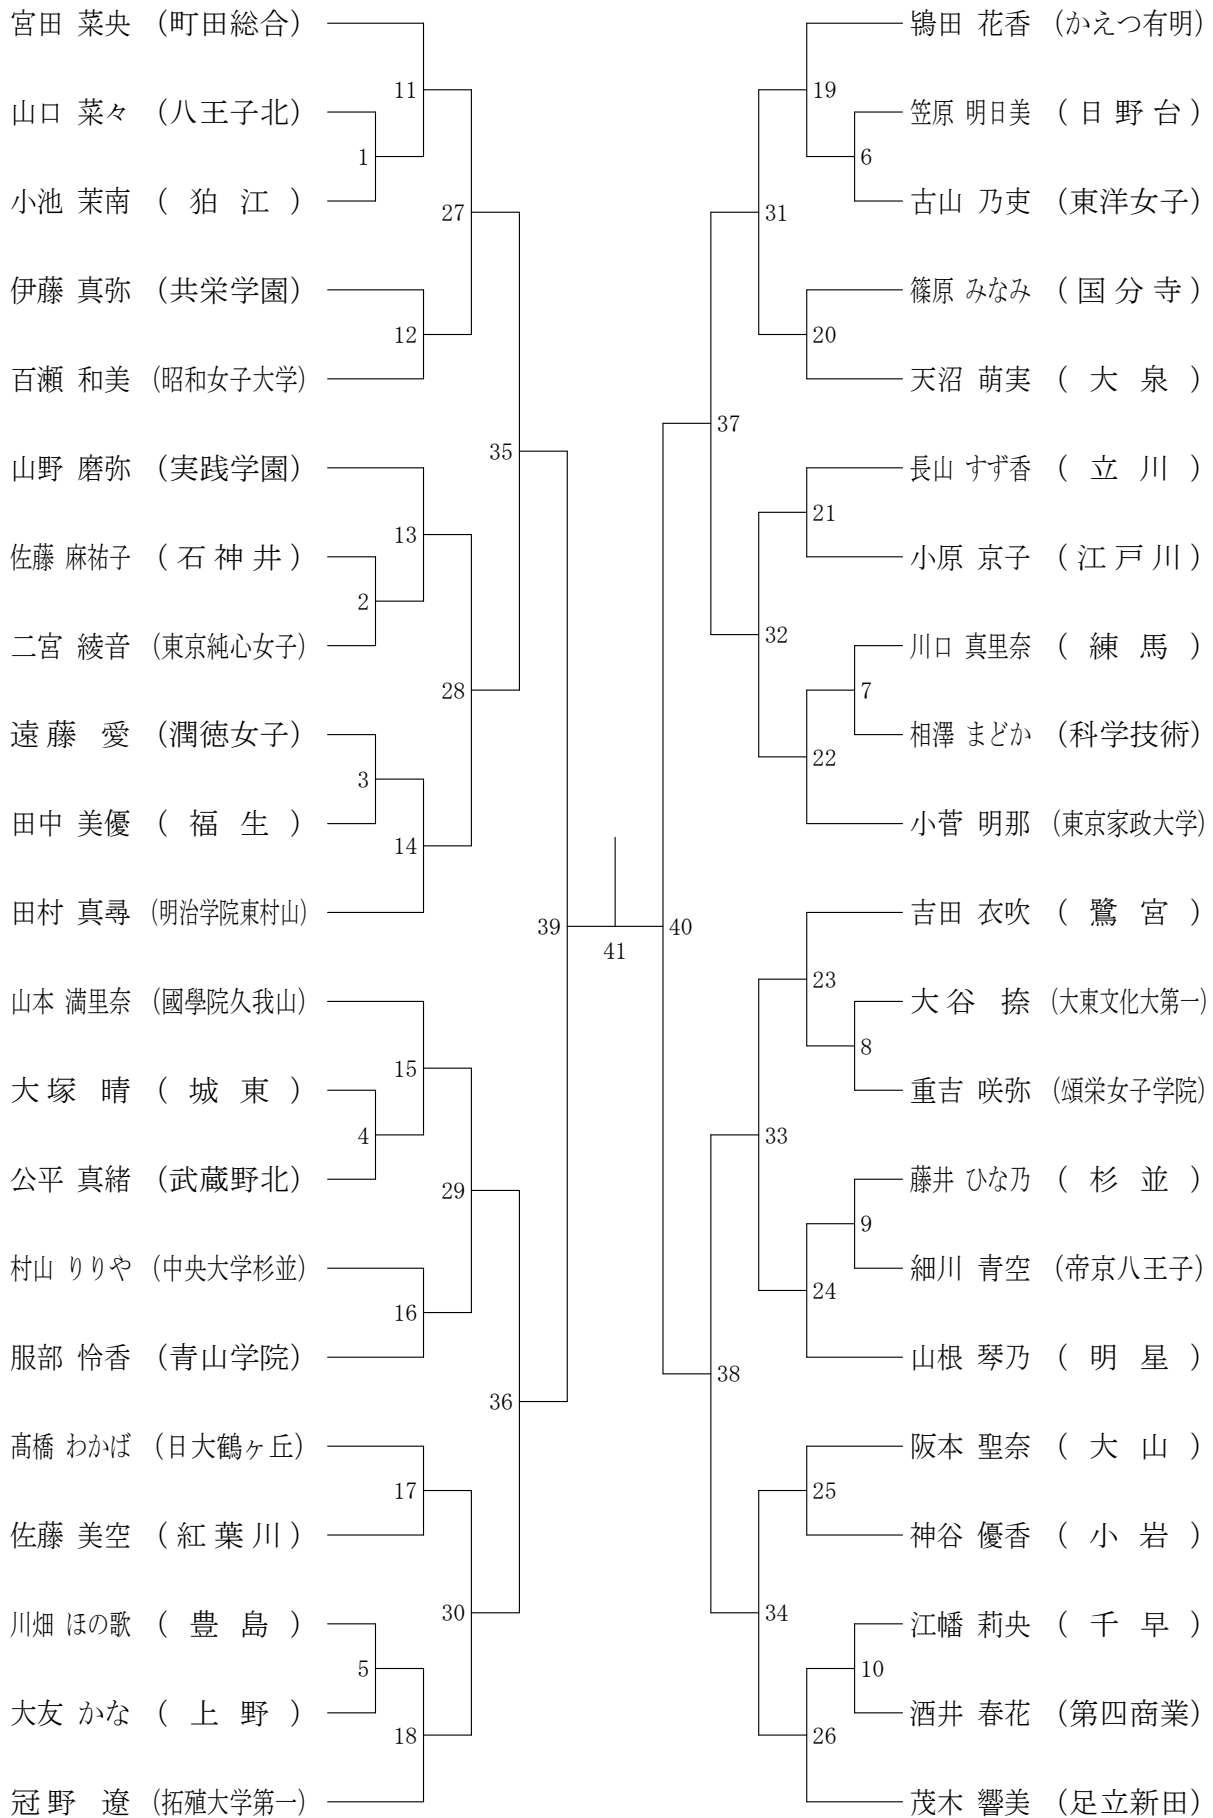 宮田 菜央 (町田総合)
11
山口 菜々 (八王子北)
1
小池 茉南 ( 狛 江 )
27
伊藤 真弥 (共栄学園)
12
百瀬 和美 (昭和女子大学)
35
山野 磨弥 (実践学園)
13
佐藤 麻祐子 ( 石 神 井 )
2
二宮 綾音 (東京純心女子)
28
遠 藤 愛 (潤徳女子)
3
田中 美優 ( 福 生 )
14
田村 真尋 (明治学院東村山)
39
山本 満里奈 (國學院久我山)
15
大 塚 晴 ( 城 東 )
4
公平 真緒 (武蔵野北)
29
村山 りりや (中央大学杉並)
16
服部 怜香 (青山学院)
36
髙橋 わかば (日大鶴ヶ丘)
17
佐藤 美空 ( 紅 葉 川 )
30
川畑 ほの歌 ( 豊 島 )
5
大友 かな ( 上 野 )
18
冠 野 遼 (拓殖大学第一)
41
鴇田 花香 (かえつ有明)
19
笠原 明日美 ( 日 野 台 )
6
古山 乃吏 (東洋女子)
31
篠原 みなみ ( 国 分 寺 )
20
天沼 萌実 ( 大 泉 )
37
長山 すず香 ( 立 川 )
21
小原 京子 ( 江 戸 川 )
32
川口 真里奈 ( 練 馬 )
7
相澤 まどか (科学技術)
22
小菅 明那 (東京家政大学)
40
吉田 衣吹 ( 鷺 宮 )
23
大 谷 捺 (大東文化大第一)
8
重吉 咲弥 (頌栄女子学院)
33
藤井 ひな乃 ( 杉 並 )
9
細川 青空 (帝京八王子)
24
山根 琴乃 ( 明 星 )
38
阪本 聖奈 ( 大 山 )
25
神谷 優香 ( 小 岩 )
34
江幡 莉央 ( 千 早 )
10
酒井 春花 (第四商業)
26
茂木 響美 (足立新田)